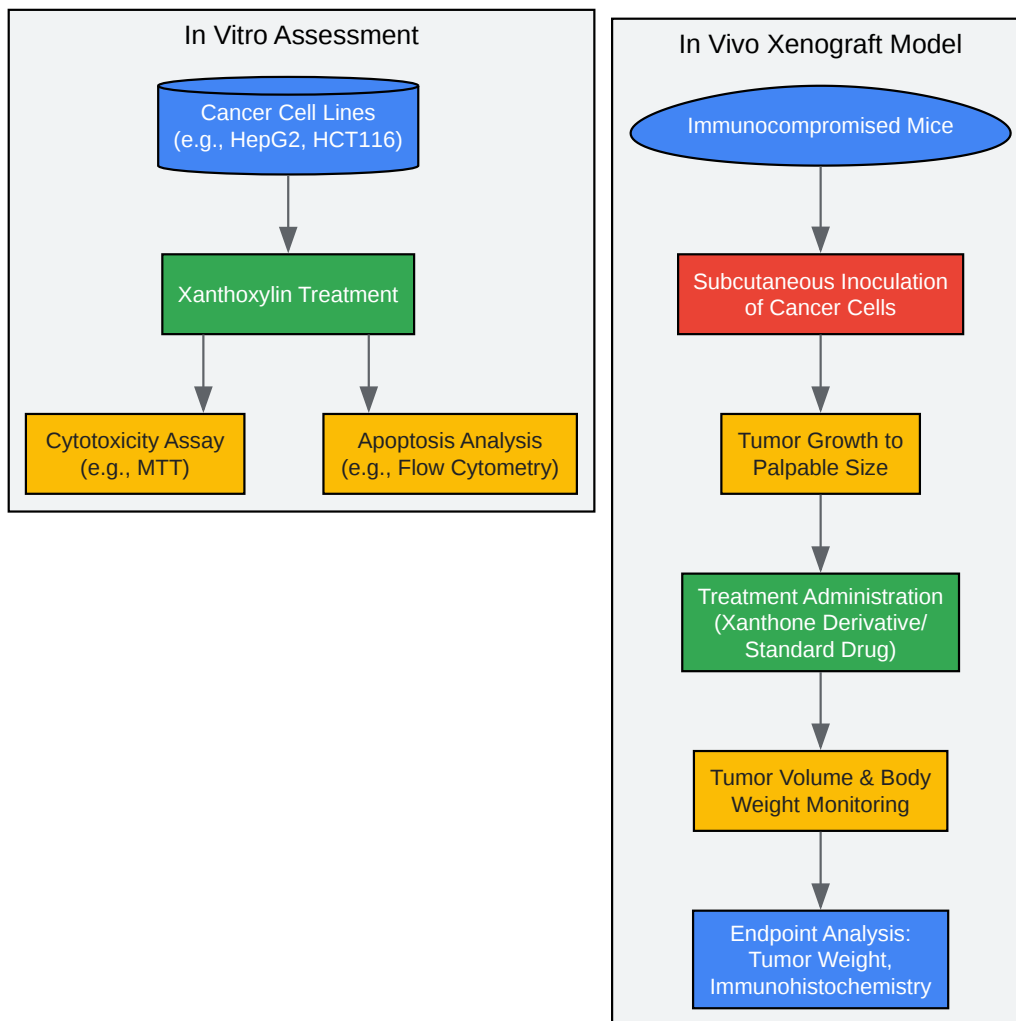 In Vitro Assessment
Cancer Cell Lines
(e.g., HepG2, HCT116)
Xanthoxylin Treatment
Cytotoxicity Assay
(e.g., MTT)
Apoptosis Analysis
(e.g., Flow Cytometry)
In Vivo Xenograft Model
Immunocompromised Mice
Subcutaneous Inoculation
of Cancer Cells
Tumor Growth to
Palpable Size
Treatment Administration
(Xanthone Derivative/
Standard Drug)
Tumor Volume & Body
Weight Monitoring
Endpoint Analysis:
Tumor Weight,
Immunohistochemistry